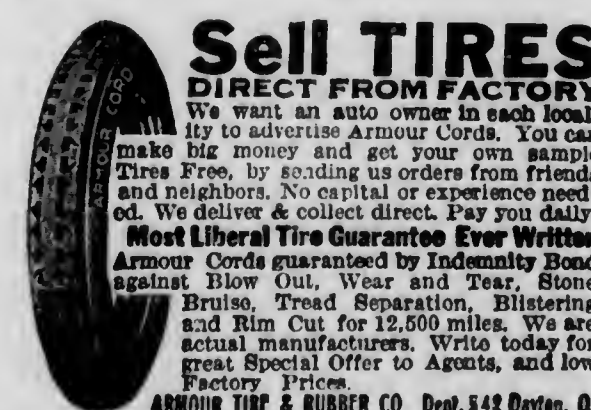 ARMOUR CORD
Sell TIRES
DIRECT FROM FACTORY
We want an auto owner in each local-
ity to advertise Armour Cords. You can
make big money and get your own sample
Tires Free, by sending us orders from friends
and neighbors. No capital or experience need-
ed. We deliver & collect direct. Pay you daily.
Most Liberal Tire Guarantee Ever Written
Armour Cords guaranteed by Indemnity Bond
against Blow Out, Wear and Tear, Stone
Bruise, Tread Separation, Blistering
and Rim Cut for 12,500 miles. We are
actual manufacturers. Write today for
great Special Offer to Agents, and low
Factory Prices.
ARMOUR TIRE & RUBBER CO., Dept. 542 Dayton, O.